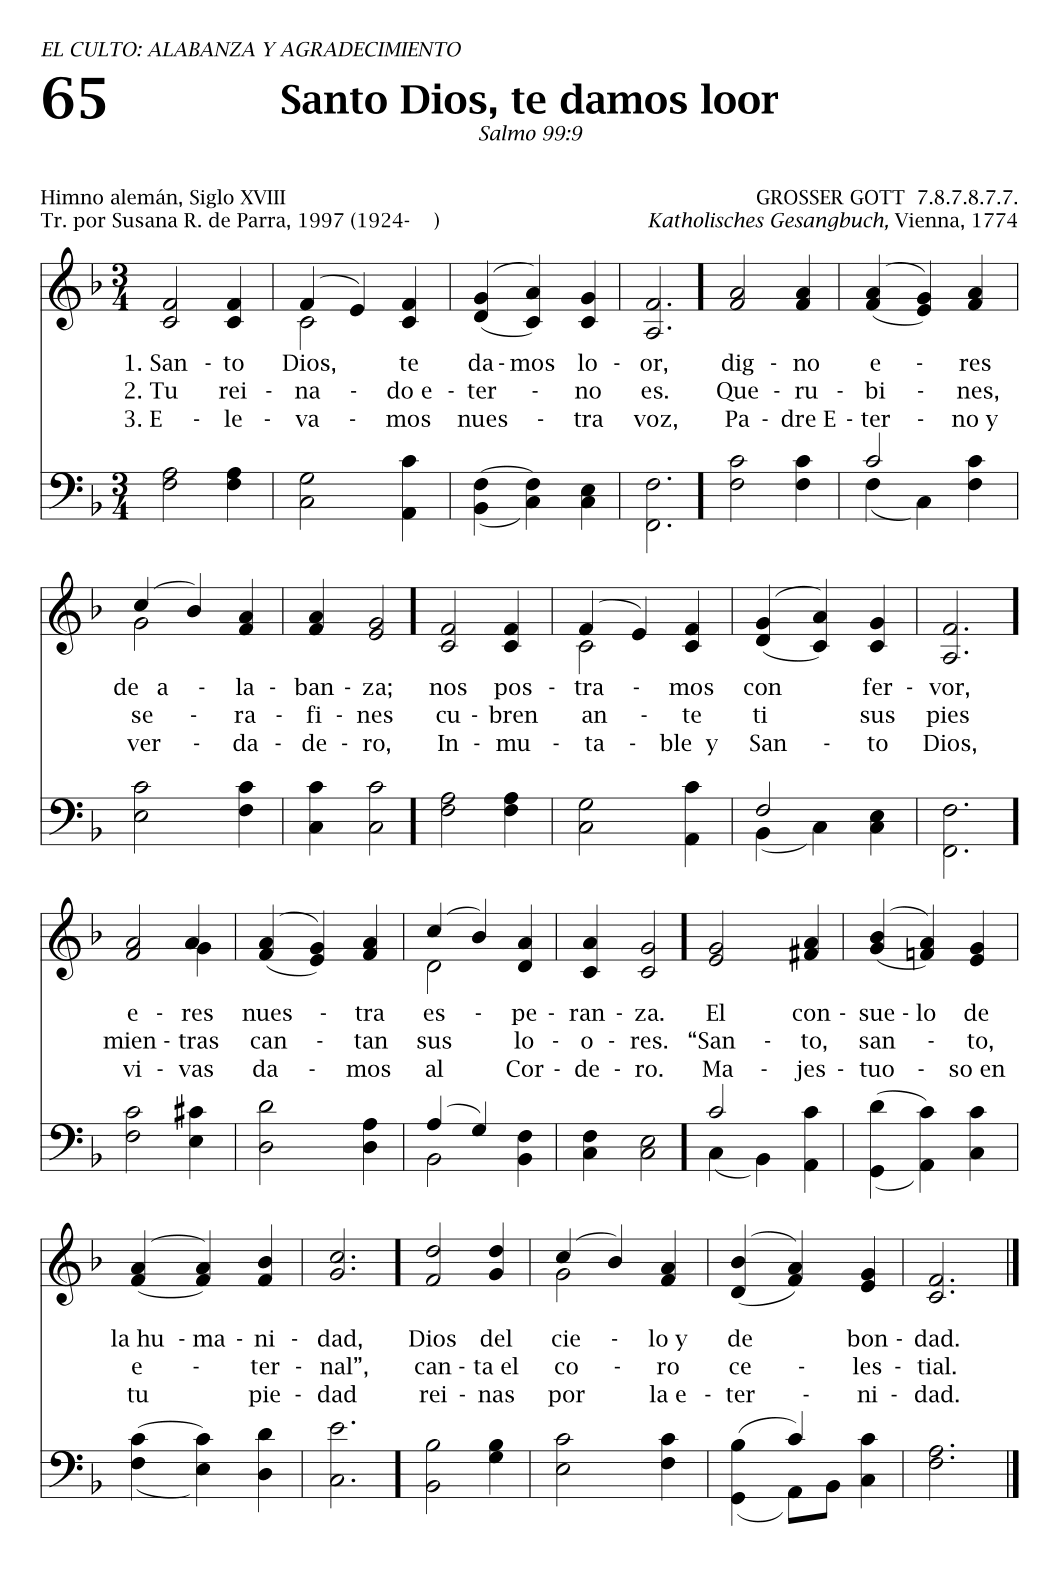 EL CULTO: ALABANZA Y AGRADECIMIENTO
65 Santo Dios, te damos loor
Salmo 99:9
Himno alemán, Siglo XVIII GROSSER GOTT 7.8.7.8.7.7.
Tr. por Susana R. de Parra, 1997 (1924- ) Katholisches Gesangbuch, Vienna, 1774
3 4
1. San - to Dios, te da - mos lo - or, dig - no e - res
2. Tu rei - na - do e - ter - no es. Que - ru - bi - nes,
3. E - le - va - mos nues - tra voz, Pa - dre E - ter - no y
3 4
de a - la - ban - za; nos pos - tra - mos con fer - vor,
se - ra - fi - nes cu - bren an - te ti sus pies
ver - da - de - ro, In - mu - ta - ble y San - to Dios,
e - res nues - tra es - pe - ran - za. El con - sue - lo de
mien - tras can - tan sus lo - o - res. “San - to, san - to,
vi - vas da - mos al Cor - de - ro. Ma - jes - tuo - so en
la hu - ma - ni - dad, Dios del cie - lo y de bon - dad.
e - ter - nal”, can - ta el co - ro ce - les - tial.
tu pie - dad rei - nas por la e - ter - ni - dad.